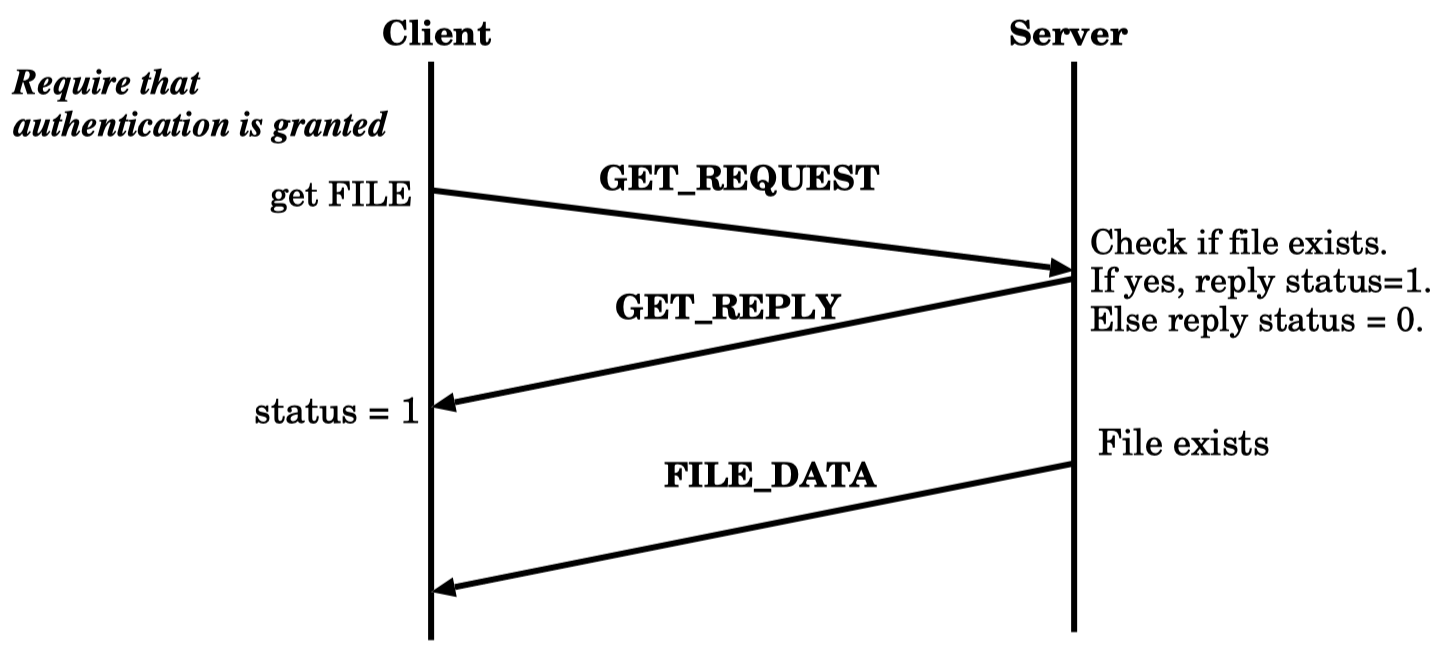 Client
Server
Require that
authentication is granted
get FILE
GET_REQUEST
Check if file exists.
If yes, reply status=1.
Else reply status = 0.
GET_REPLY
status = 1
File exists
FILE_DATA